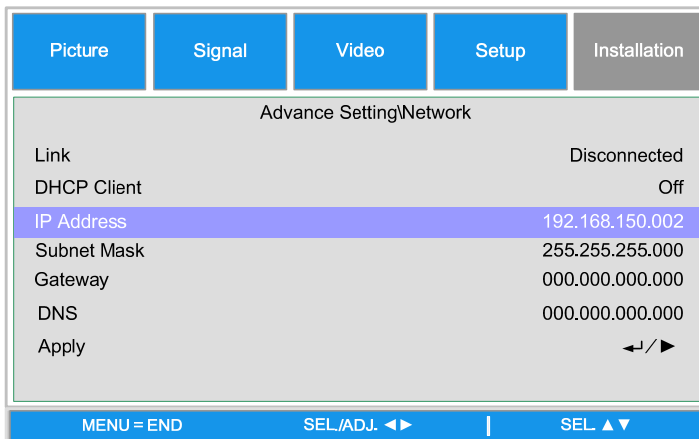 Picture Signal Video Setup Installation
Advance Setting\Network
Link Disconnected
DHCP Client Off
IP Address 192.168.150.002
Subnet Mask 255.255.255.000
Gateway 000.000.000.000
DNS 000.000.000.000
Apply ↵/▶
MENU = END SEL./ADJ. ◀▶ | SEL. ▲▼